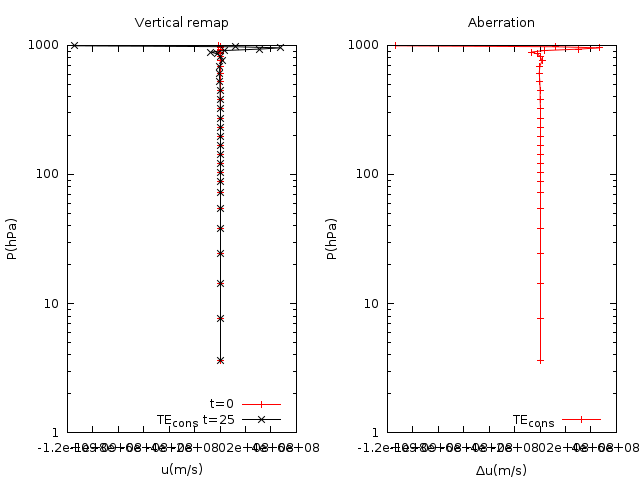 Vertical remap
Aberration
1000
100
10
1
P(hPa)
t=0
TEcons t=25
u(m/s)
1000
100
10
1
P(hPa)
TEcons
Δu(m/s)